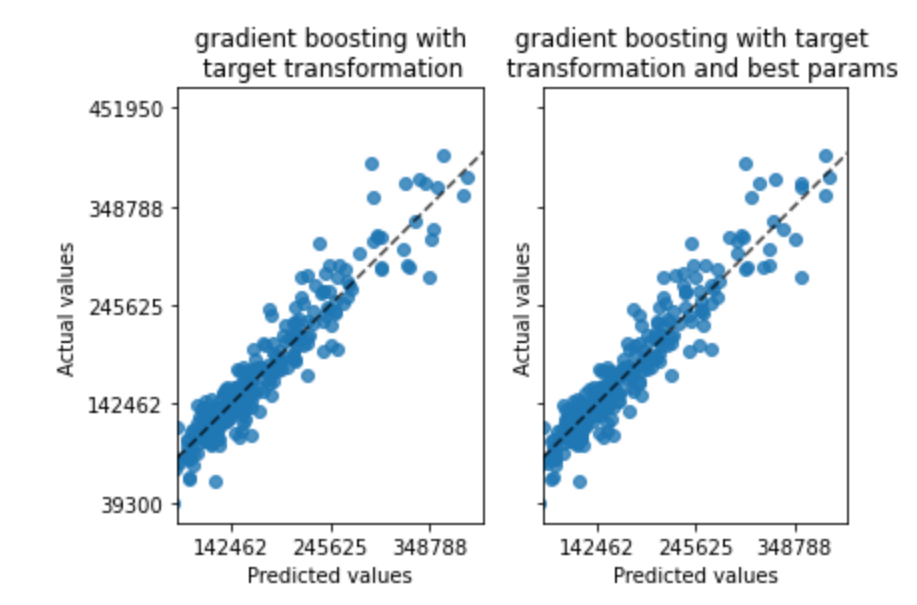 gradient boosting with
target transformation
gradient boosting with target
transformation and best params
451950
348788
245625
142462
39300
Actual values
142462
245625
348788
Predicted values
Actual values
142462
245625
348788
Predicted values